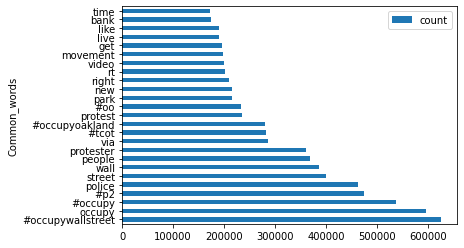 time
bank
like
live
get
movement
video
rt
right
new
park
#oo
protest
#occupyoakland
#tcot
via
protester
people
wall
street
police
#p2
#occupy
occupy
#occupywallstreet
Common_words
count
0 100000 200000 300000 400000 500000 600000